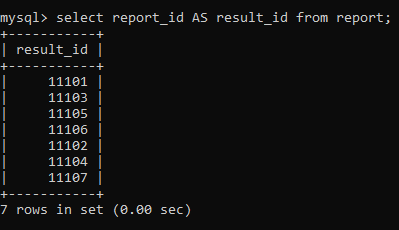 mysql> select report_id AS result_id from report;
+-----------+
| result_id |
+-----------+
|     11101 |
|     11103 |
|     11105 |
|     11106 |
|     11102 |
|     11104 |
|     11107 |
+-----------+
7 rows in set (0.00 sec)